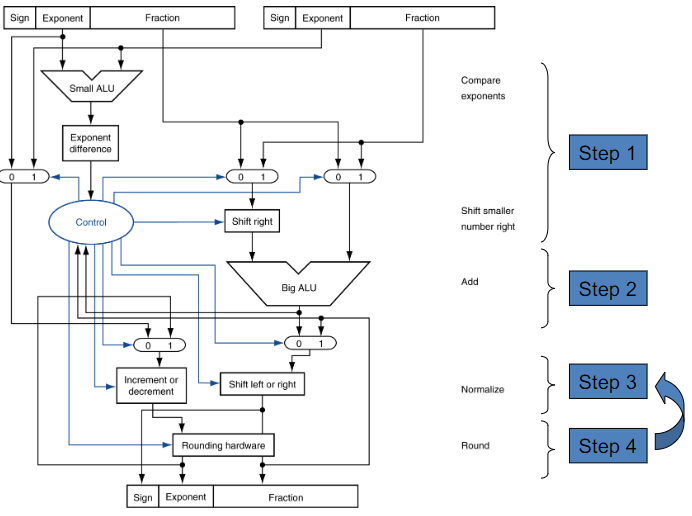 Sign Exponent Fraction
Sign Exponent Fraction
Small ALU
Compare
exponents
Exponent
difference
Step 1
0 1
0 1
0 1
Control
Shift right
Shift smaller
number right
Add
Big ALU
Step 2
0 1
0 1
Increment or
decrement
Shift left or right
Normalize
Step 3
Rounding hardware
Round
Step 4
Sign Exponent Fraction